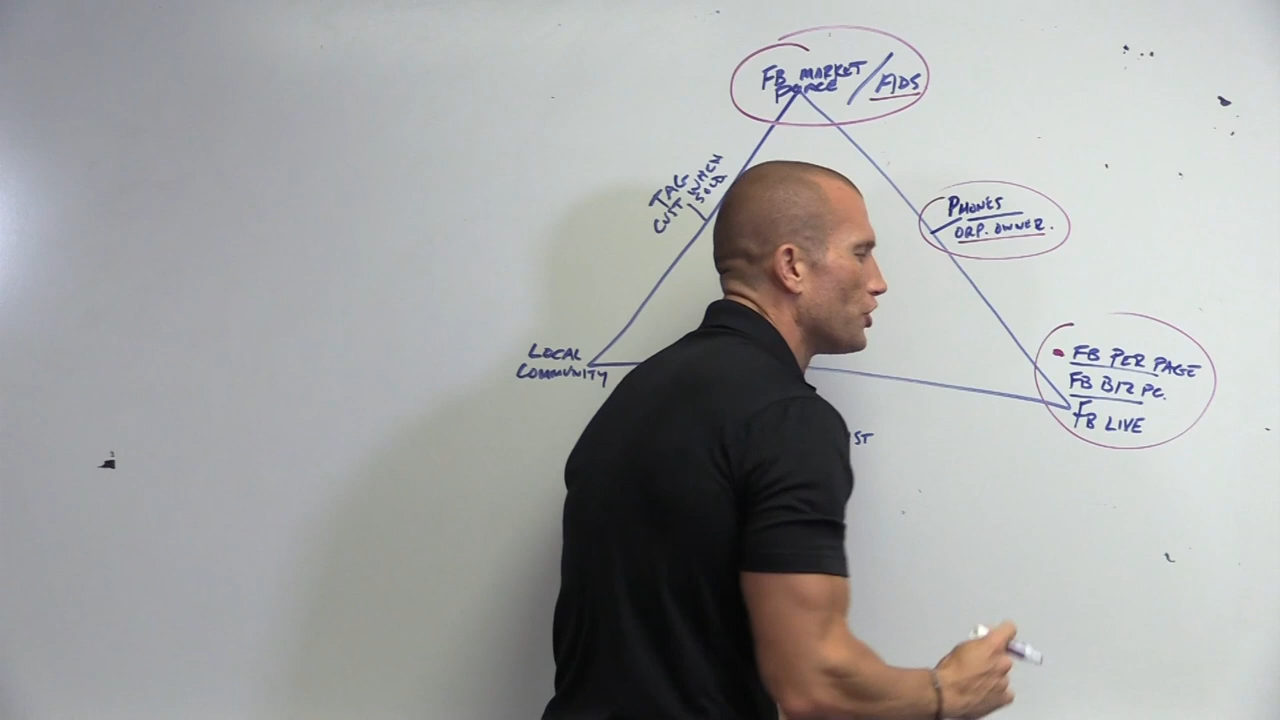 FB MARKET / ADS
PLACE
TAG
CUST WHEN
SOLD
PHONES
ORP. OWNER.
LOCAL
COMMUNITY
FB PER PAGE
FB BIZ PG.
FB LIVE
ST